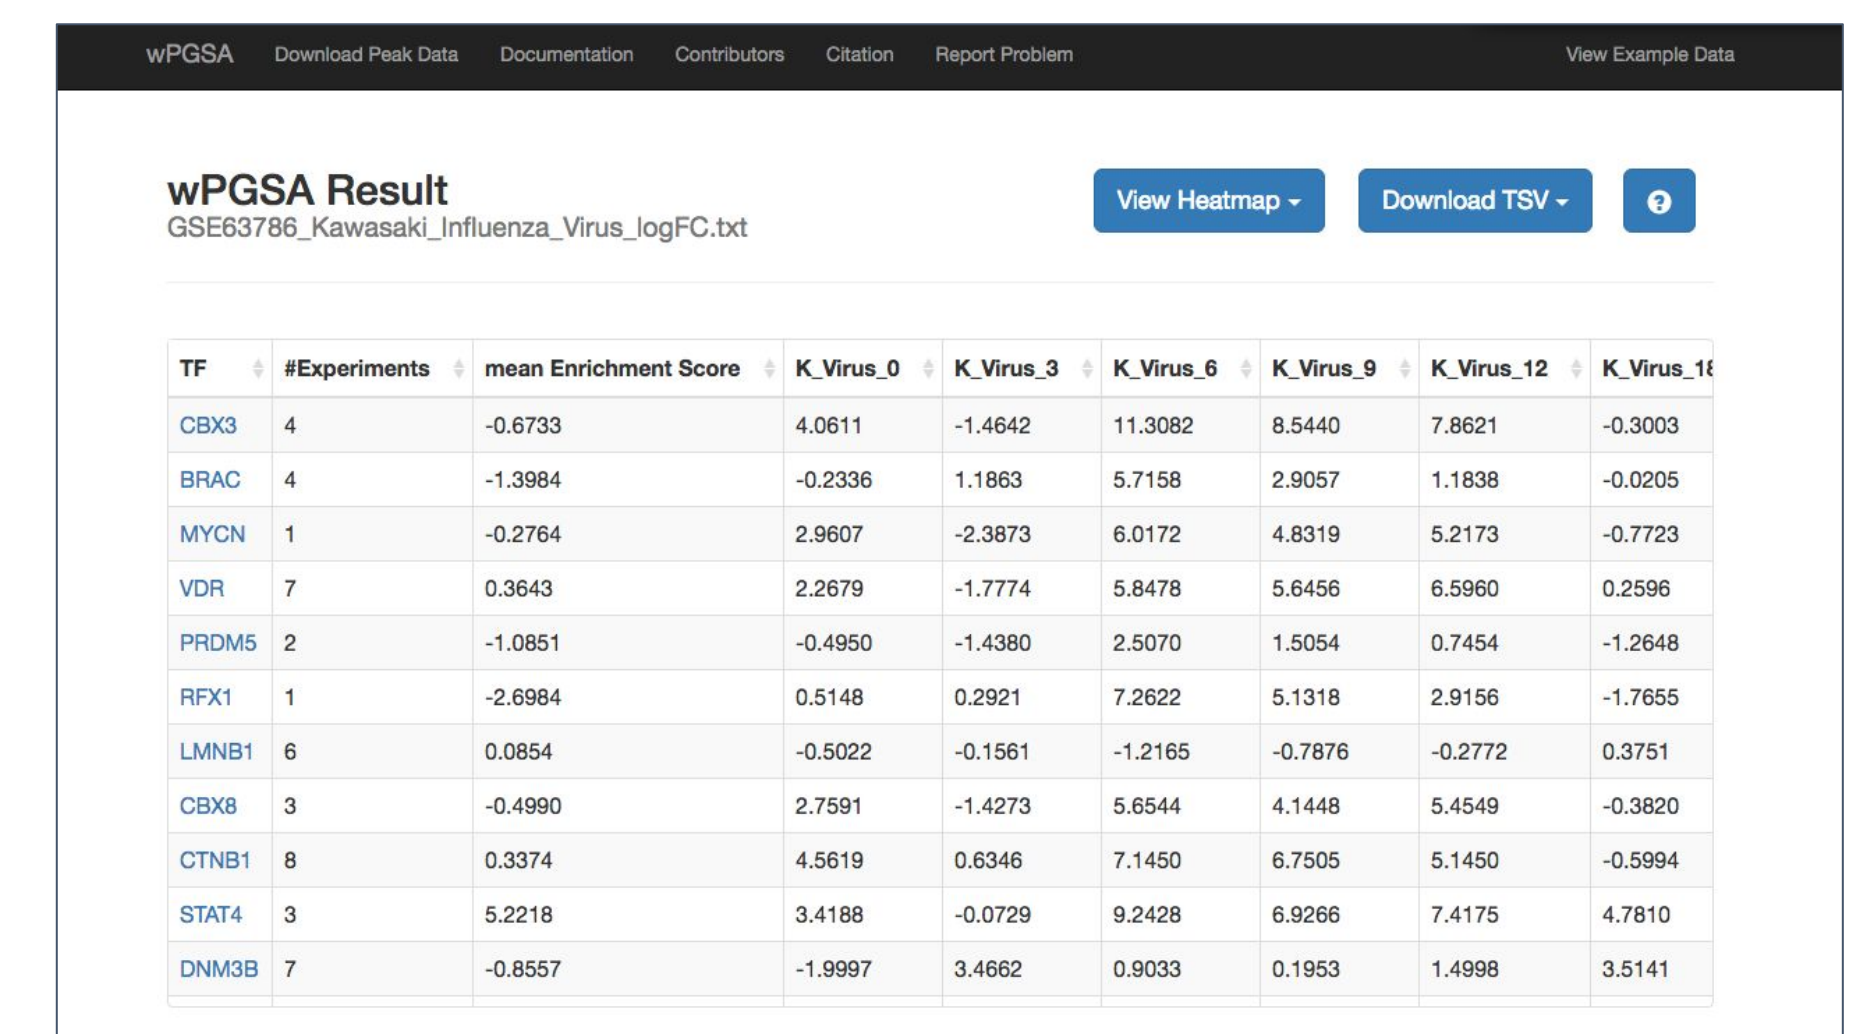 wPGSA Download Peak Data Documentation Contributors Citation Report Problem View Example Data
wPGSA Result
View Heatmap Download TSV ?
GSE63786_Kawasaki_Influenza_Virus_logFC.txt
TF #Experiments mean Enrichment Score K_Virus_0 K_Virus_3 K_Virus_6 K_Virus_9 K_Virus_12 K_Virus_18
CBX3 4 -0.6733 4.0611 -1.4642 11.3082 8.5440 7.8621 -0.3003
BRAC 4 -1.3984 -0.2336 1.1863 5.7158 2.9057 1.1838 -0.0205
MYCN 1 -0.2764 2.9607 -2.3873 6.0172 4.8319 5.2173 -0.7723
VDR 7 0.3643 2.2679 -1.7774 5.8478 5.6456 6.5960 0.2596
PRDM5 2 -1.0851 -0.4950 -1.4380 2.5070 1.5054 0.7454 -1.2648
RFX1 1 -2.6984 0.5148 0.2921 7.2622 5.1318 2.9156 -1.7655
LMNB1 6 0.0854 -0.5022 -0.1561 -1.2165 -0.7876 -0.2772 0.3751
CBX8 3 -0.4990 2.7591 -1.4273 5.6544 4.1448 5.4549 -0.3820
CTNB1 8 0.3374 4.5619 0.6346 7.1450 6.7505 5.1450 -0.5994
STAT4 3 5.2218 3.4188 -0.0729 9.2428 6.9266 7.4175 4.7810
DNM3B 7 -0.8557 -1.9997 3.4662 0.9033 0.1953 1.4998 3.5141